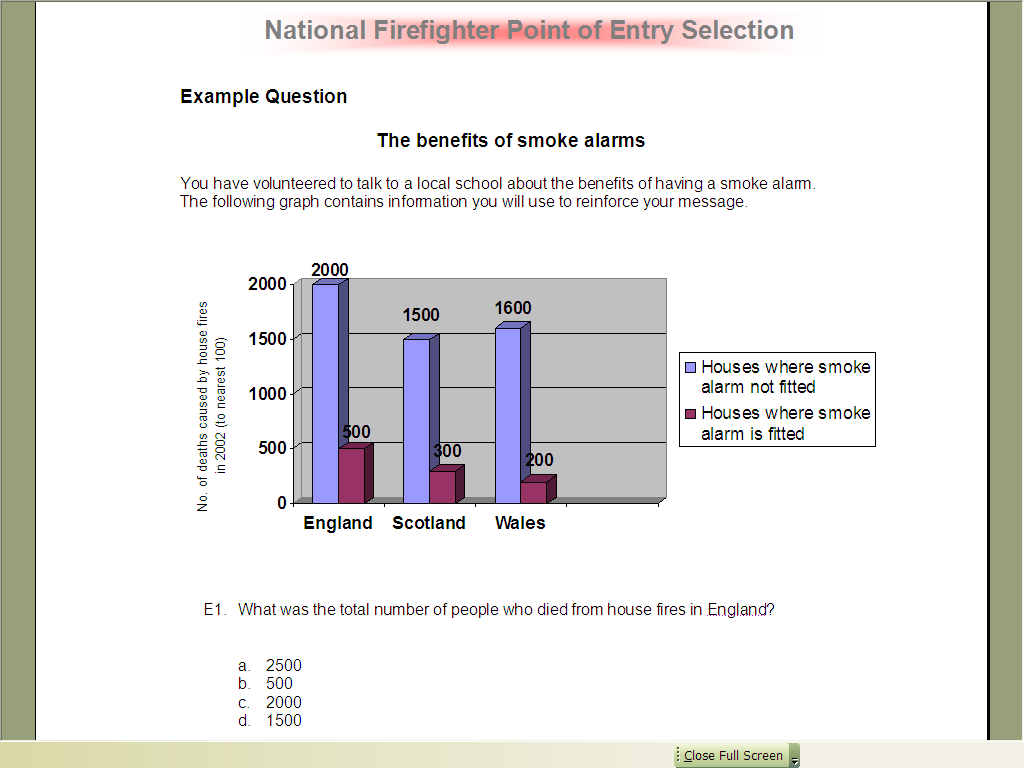 National Firefighter Point of Entry Selection
Example Question
The benefits of smoke alarms
You have volunteered to talk to a local school about the benefits of having a smoke alarm.
The following graph contains information you will use to reinforce your message.
No. of deaths caused by house fires
in 2002 (to nearest 100)
2000
1500
1000
500
0
2000
500
1500
300
1600
200
England
Scotland
Wales
Houses where smoke
alarm not fitted
Houses where smoke
alarm is fitted
E1. What was the total number of people who died from house fires in England?
a. 2500
b. 500
c. 2000
d. 1500
Close Full Screen